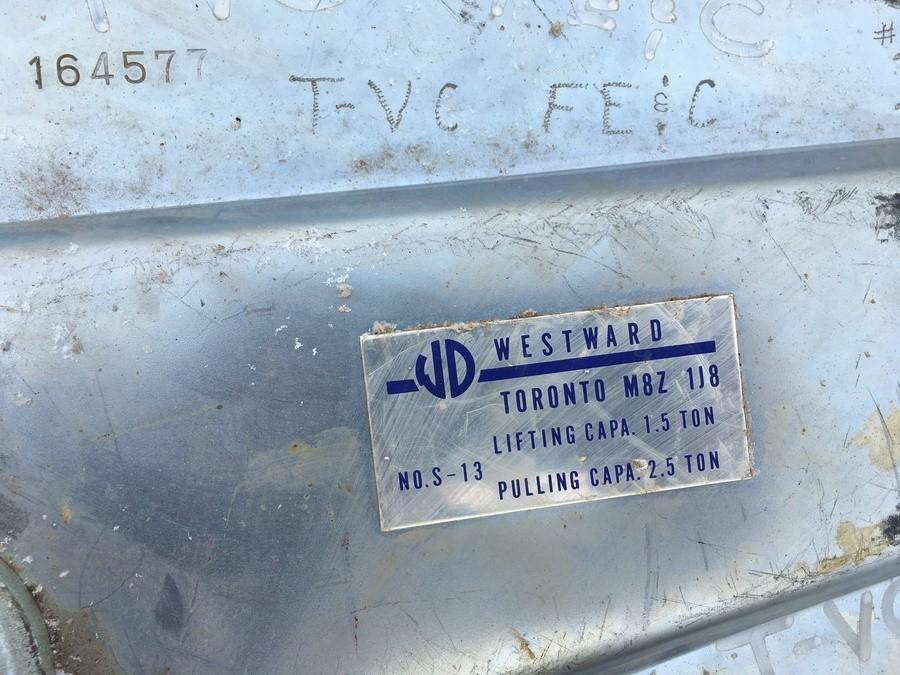 164577
T-VC FE&C
#
WD WESTWARD
TORONTO M8Z 1J8
LIFTING CAPA. 1.5 TON
NO.S-13 PULLING CAPA. 2.5 TON
T-VC